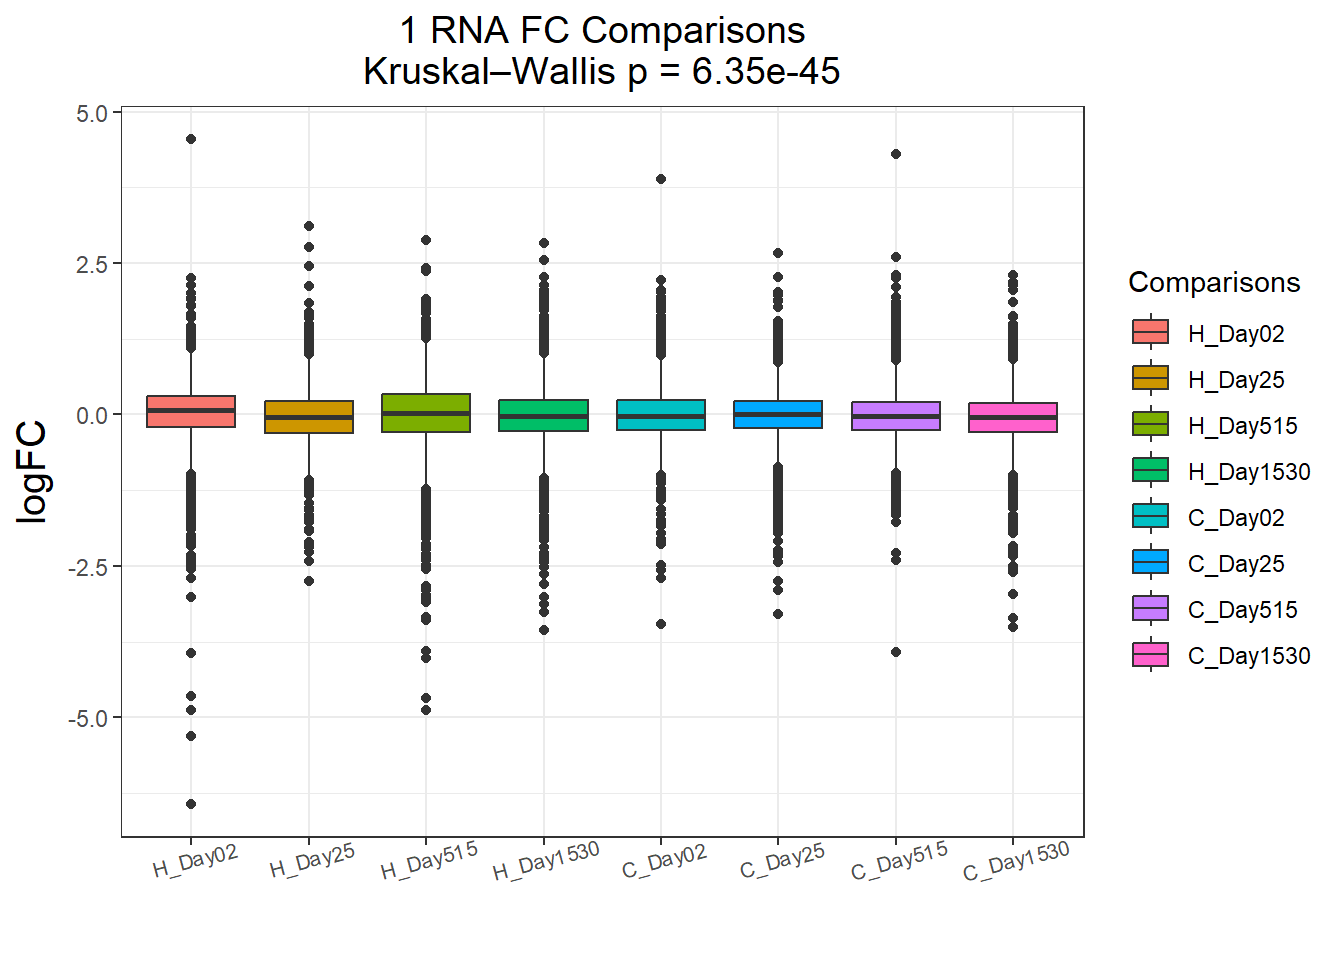 1 RNA FC Comparisons
Kruskal–Wallis p = 6.35e-45
logFC
5.0
2.5
0.0
-2.5
-5.0
H_Day02
H_Day25
H_Day515
H_Day1530
C_Day02
C_Day25
C_Day515
C_Day1530
Comparisons
H_Day02
H_Day25
H_Day515
H_Day1530
C_Day02
C_Day25
C_Day515
C_Day1530